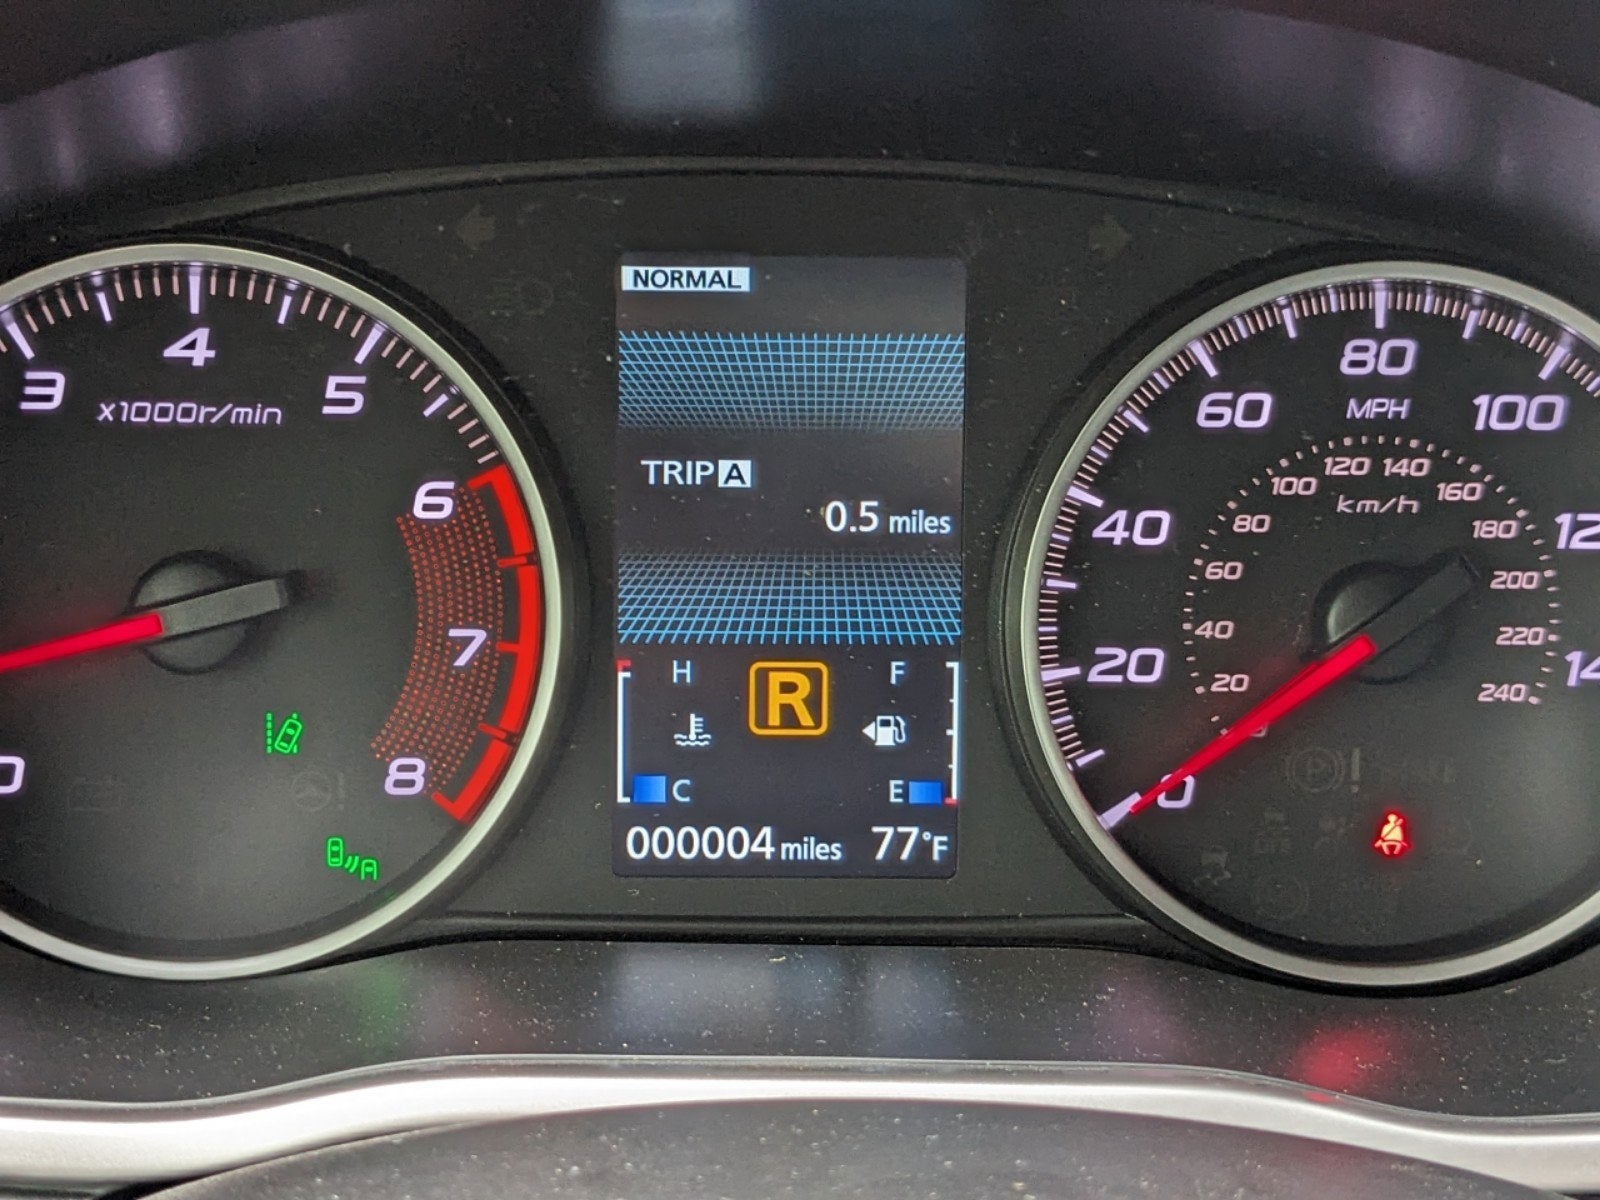 NORMAL
3 4 5 6 7 8
x1000r/min
0
TRIP A
0.5 miles
H R F
C E
000004 miles 77°F
0 20 40 60 80 100
MPH
20 40 60 80 100 120 140 160 180 200 220 240
km/h